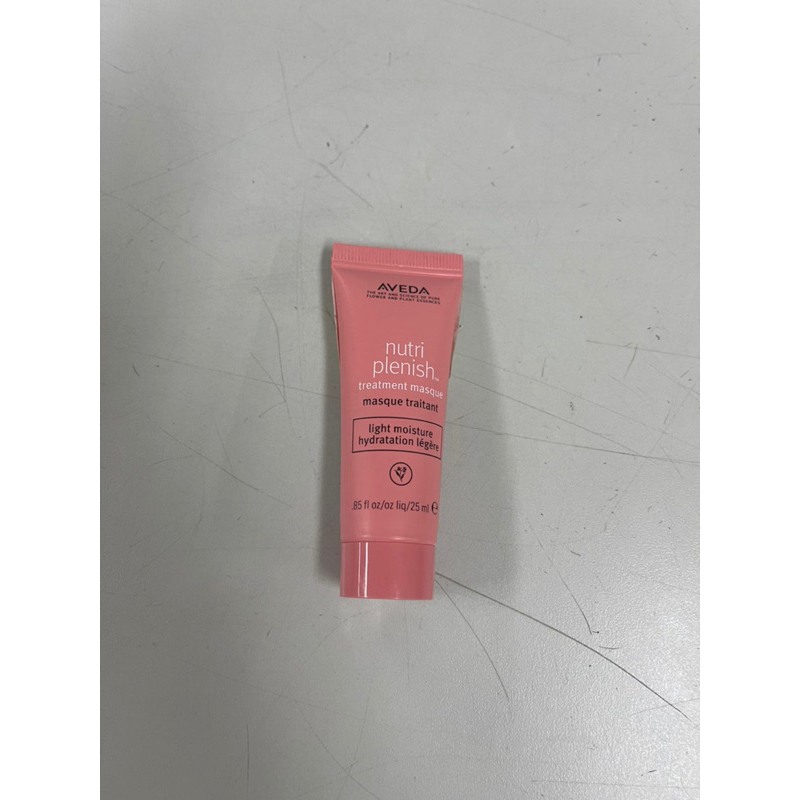 AVEDA
THE ART AND SCIENCE OF PURE
FLOWER AND PLANT ESSENCES
nutri
plenish™
treatment masque
masque traitant
light moisture
hydratation légère
.85 fl oz/oz liq/25 ml ℮